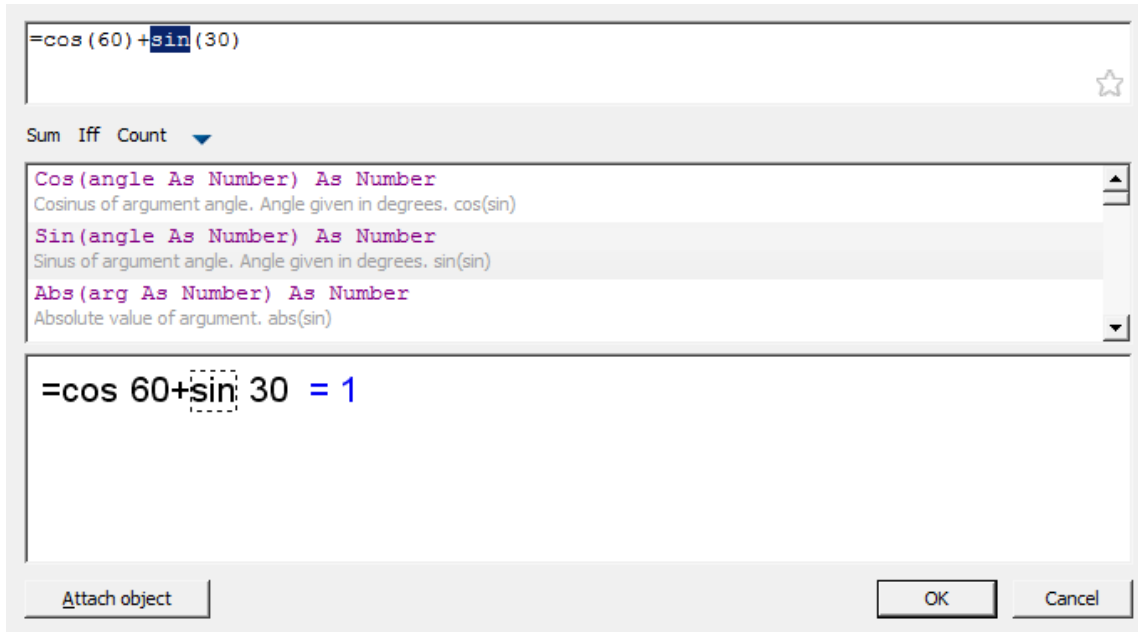 =cos(60)+sin(30)
Sum Iff Count
Cos(angle As Number) As Number
Cosinus of argument angle. Angle given in degrees. cos(sin)
Sin(angle As Number) As Number
Sinus of argument angle. Angle given in degrees. sin(sin)
Abs(arg As Number) As Number
Absolute value of argument. abs(sin)
=cos 60+sin 30 = 1
Attach object OK Cancel